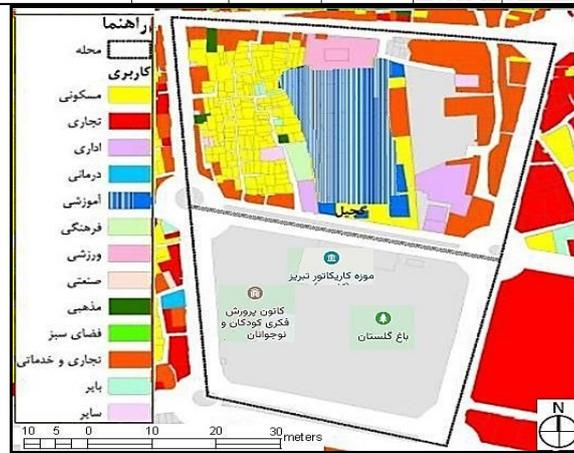 راهنما
محله
کاربری
مسکونی
تجاری
اداری
درمانی
آموزشی
فرهنگی
ورزشی
صنعتی
مذهبی
فضای سبز
تجاری و خدماتی
بایر
سایر
گجیل
موزه کاریکاتور تبریز
کانون پرورش
فکری کودکان و
نوجوانان
باغ گلستان
10 5 0 10 20 30 meters
N